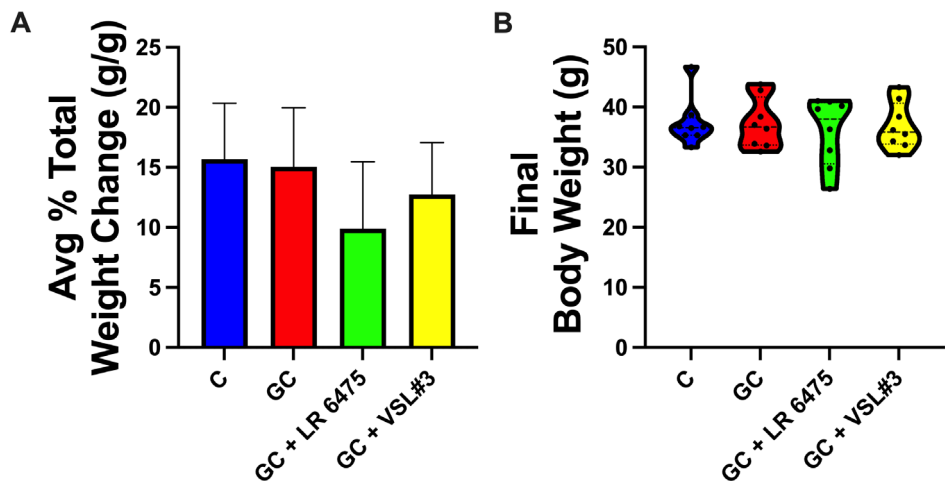 A
Avg % Total
Weight Change (g/g)
25
20
15
10
5
0
C
GC
GC + LR 6475
GC + VSL#3
B
Final
Body Weight (g)
50
40
30
20
10
0
C
GC
GC + LR 6475
GC + VSL#3